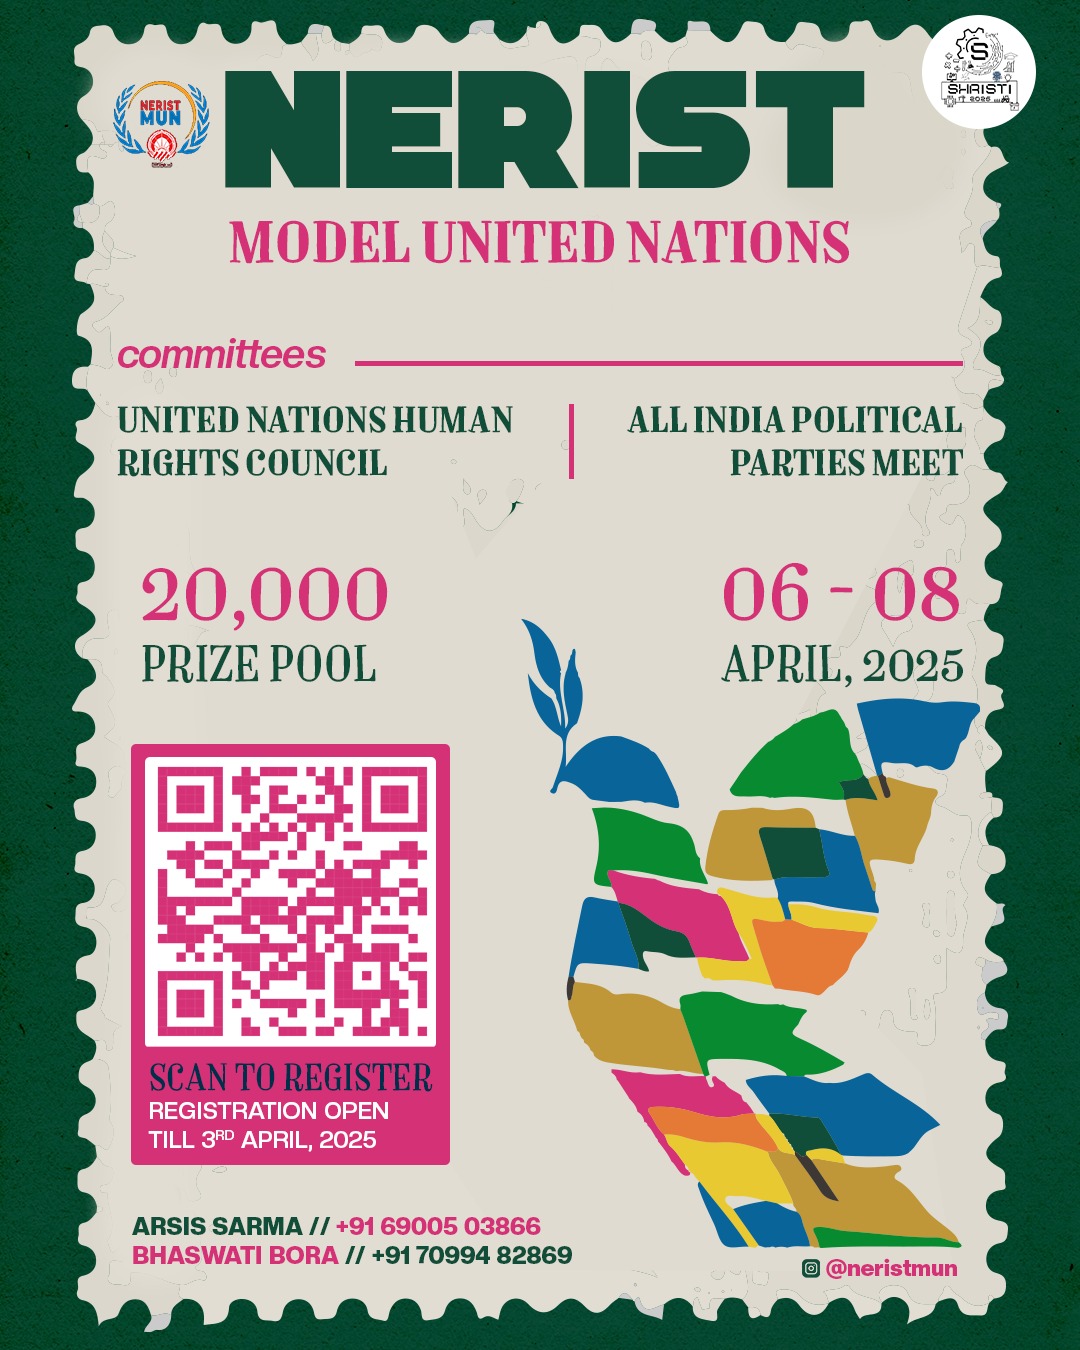 NERIST
MUN
NERIST
S
SHRISTI
2025
MODEL UNITED NATIONS
committees
UNITED NATIONS HUMAN
RIGHTS COUNCIL
ALL INDIA POLITICAL
PARTIES MEET
20,000
PRIZE POOL
06 - 08
APRIL, 2025
SCAN TO REGISTER
REGISTRATION OPEN
TILL 3RD APRIL, 2025
ARSIS SARMA // +91 69005 03866
BHASWATI BORA // +91 70994 82869
@neristmun